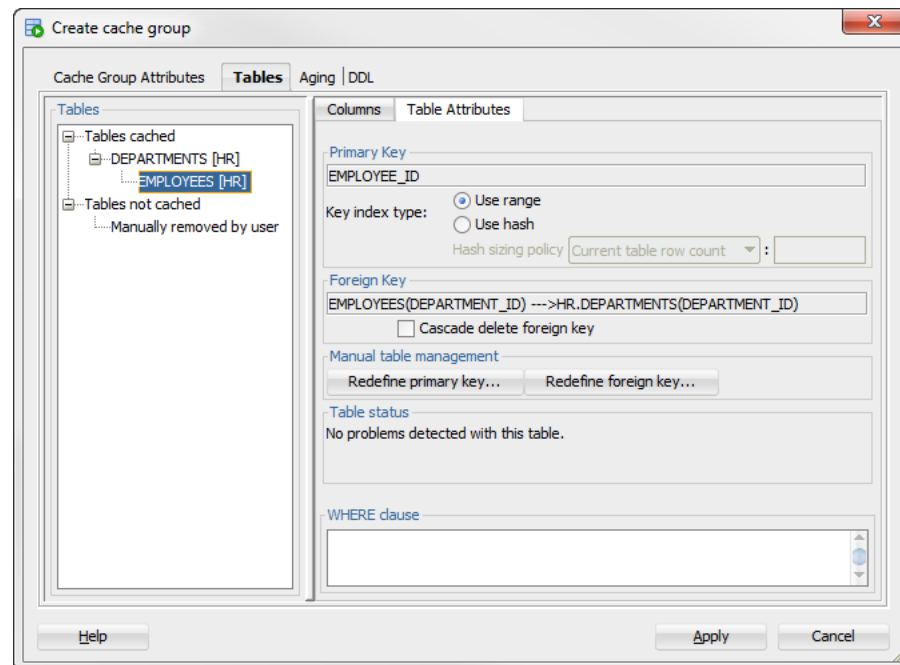 Create cache group
Cache Group Attributes Tables Aging DDL
Tables
Tables cached
DEPARTMENTS [HR]
EMPLOYEES [HR]
Tables not cached
Manually removed by user
Columns Table Attributes
Primary Key
EMPLOYEE_ID
Key index type:
Use range
Use hash
Hash sizing policy Current table row count :
Foreign Key
EMPLOYEES(DEPARTMENT_ID) --->HR.DEPARTMENTS(DEPARTMENT_ID)
Cascade delete foreign key
Manual table management
Redefine primary key... Redefine foreign key...
Table status
No problems detected with this table.
WHERE clause
Help Apply Cancel